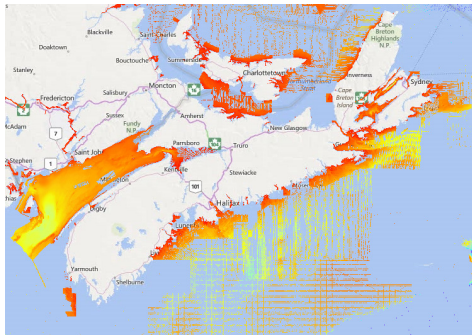 Blackville
Saint-Charles
Cape
Breton
Highlands
N.P.
Doaktown
Bouctouche
Summerside
Stanley
Charlottetown
Inverness
Northumberland
Strait
Sydney
Salisbury
Moncton
Cape
Breton
Island
Fredericton
16
McAdam
7
Sussex
Amherst
Fundy
N.P.
New Glasgow
104
Stephen
1
Saint John
Parrsboro
Truro
Kentville
Stewiacke
101
Digby
Halifax
Yarmouth
Shelburne